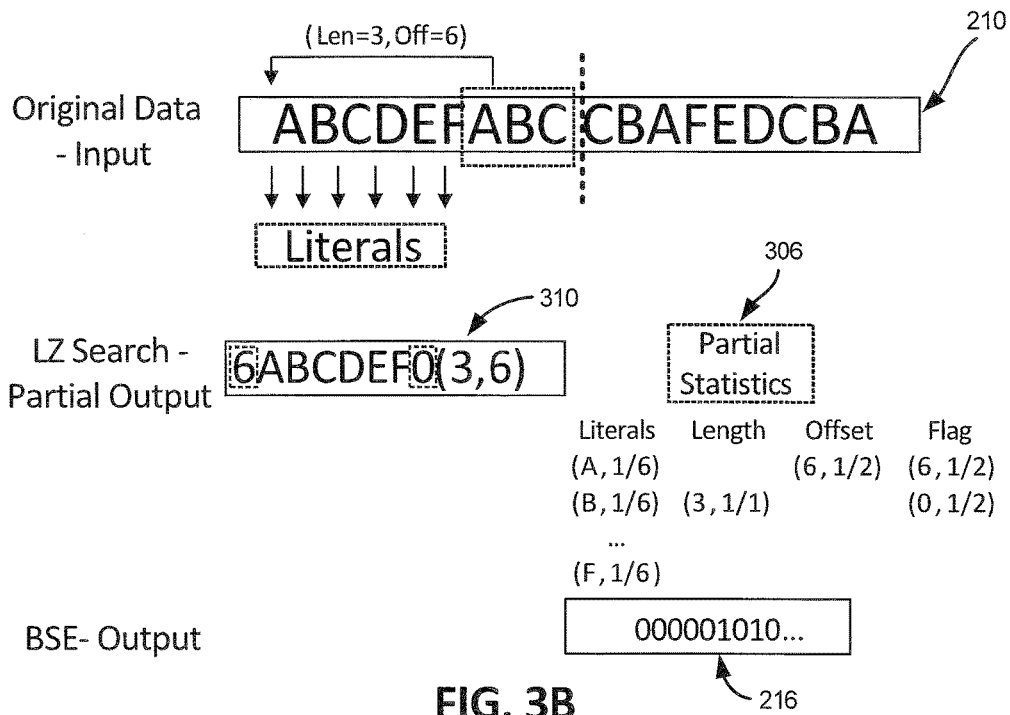 (Len=3, Off=6)
210
Original Data
- Input
ABCDEFABC CBAFEDCBA
Literals
306
310
LZ Search -
Partial Output
6ABCDEF0(3,6)
Partial
Statistics
Literals Length Offset Flag
(A, 1/6) (6, 1/2) (6, 1/2)
(B, 1/6) (3, 1/1) (0, 1/2)
...
(F, 1/6)
BSE- Output
000001010...
FIG. 3B
216